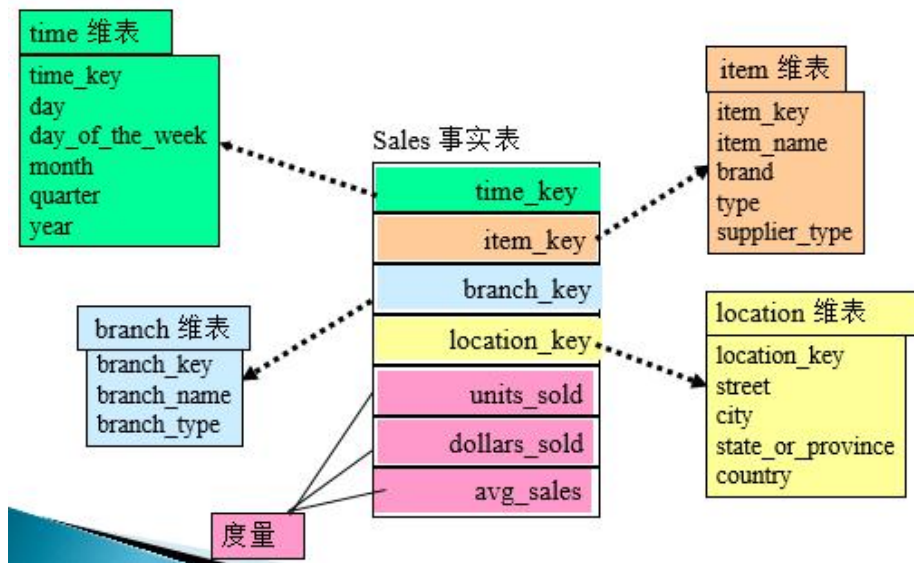 time 维表
time_key
day
day_of_the_week
month
quarter
year
item 维表
item_key
item_name
brand
type
supplier_type
Sales 事实表
time_key
item_key
branch_key
location_key
units_sold
dollars_sold
avg_sales
branch 维表
branch_key
branch_name
branch_type
location 维表
location_key
street
city
state_or_province
country
度量